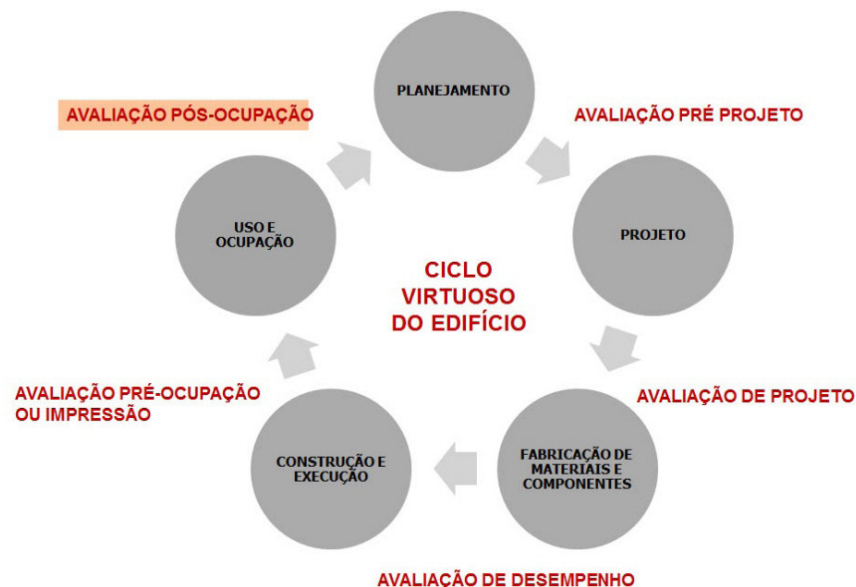 PLANEJAMENTO
AVALIAÇÃO PÓS-OCUPAÇÃO
AVALIAÇÃO PRÉ PROJETO
USO E
OCUPAÇÃO
PROJETO
CICLO
VIRTUOSO
DO EDIFÍCIO
AVALIAÇÃO PRÉ-OCUPAÇÃO
OU IMPRESSÃO
AVALIAÇÃO DE PROJETO
CONSTRUÇÃO E
EXECUÇÃO
FABRICAÇÃO DE
MATERIAIS E
COMPONENTES
AVALIAÇÃO DE DESEMPENHO